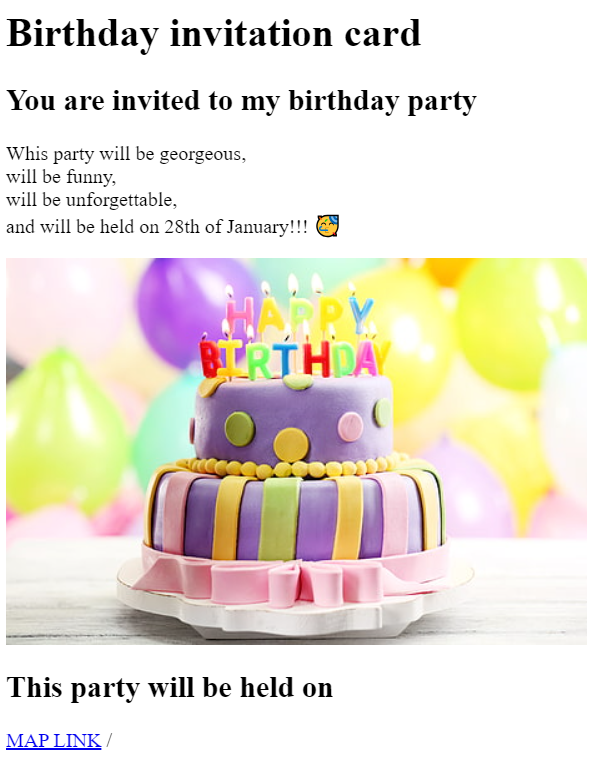 Birthday invitation card
You are invited to my birthday party
Whis party will be georgeous,
will be funny,
will be unforgettable,
and will be held on 28th of January!!! 🥳
HAPPY
BIRTHDAY
This party will be held on
MAP LINK /